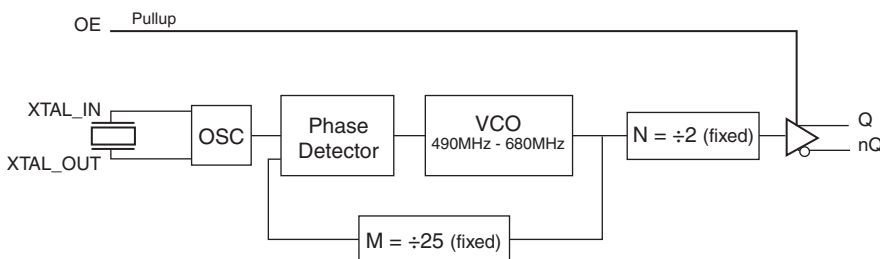 OE
Pullup
XTAL_IN
XTAL_OUT
OSC
Phase
Detector
VCO
490MHz - 680MHz
N = ÷2 (fixed)
Q
nQ
M = ÷25 (fixed)